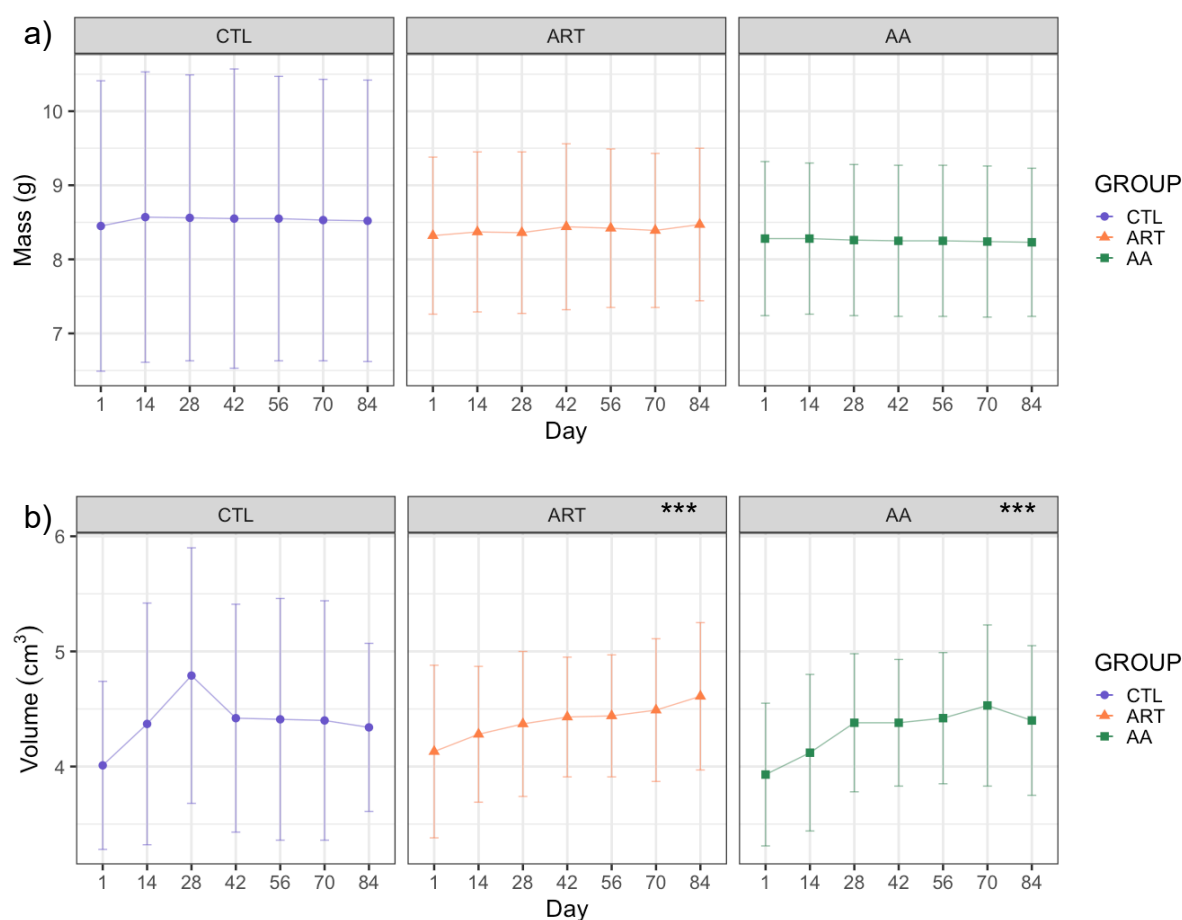 a)
CTL ART AA
Mass (g)
10
9
8
7
1 14 28 42 56 70 84 1 14 28 42 56 70 84 1 14 28 42 56 70 84
Day
GROUP
CTL
ART
AA
b)
CTL ART *** AA ***
Volume (cm³)
6
5
4
1 14 28 42 56 70 84 1 14 28 42 56 70 84 1 14 28 42 56 70 84
Day
GROUP
CTL
ART
AA